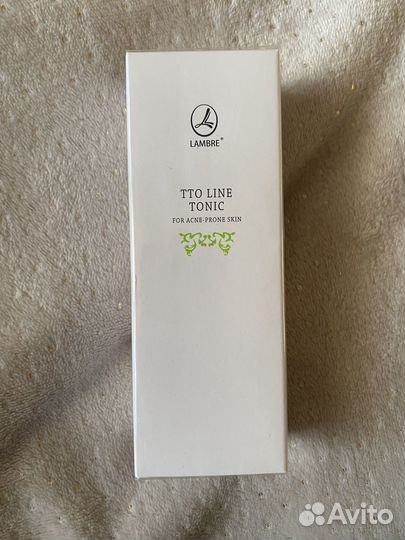 LAMBRE®
TTO LINE
TONIC
FOR ACNE-PRONE SKIN
Avito